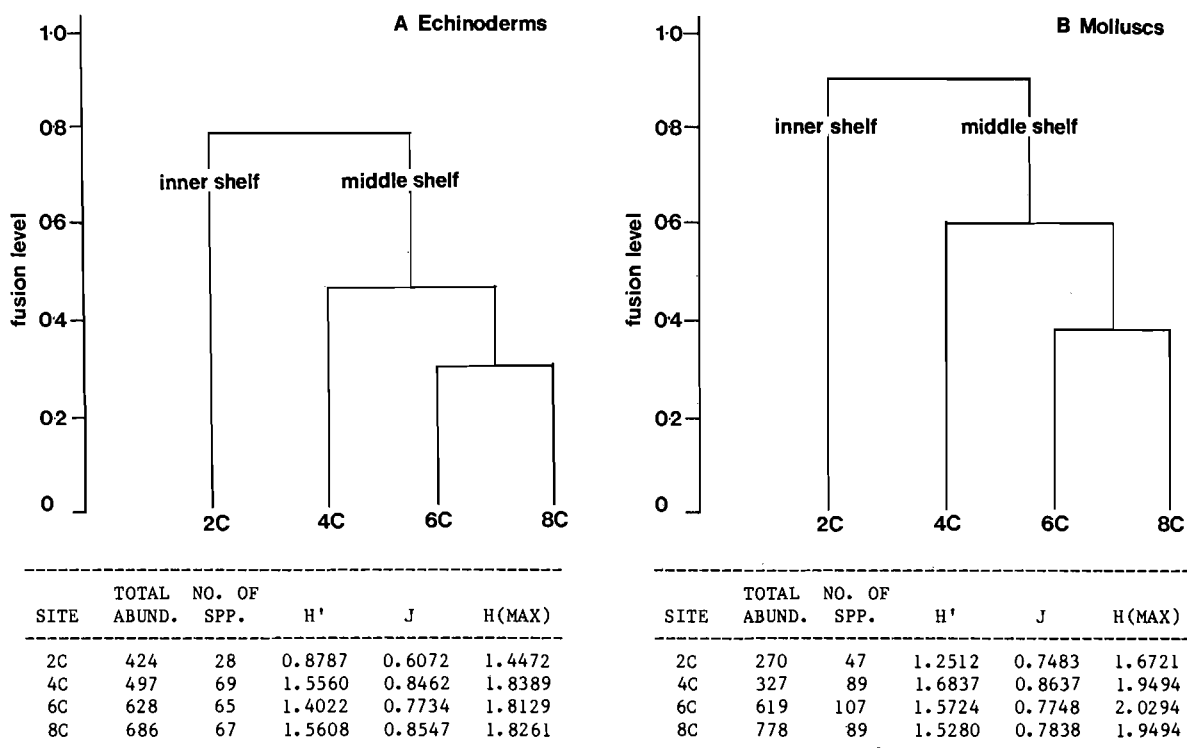 A Echinoderms
1·0
0·8
0·6
0·4
0·2
0
fusion level
inner shelf
middle shelf
2C 4C 6C 8C
TOTAL NO. OF
SITE ABUND. SPP. H' J H(MAX)
2C 424 28 0.8787 0.6072 1.4472
4C 497 69 1.5560 0.8462 1.8389
6C 628 65 1.4022 0.7734 1.8129
8C 686 67 1.5608 0.8547 1.8261
B Molluscs
1·0
0·8
0·6
0·4
0·2
0
fusion level
inner shelf
middle shelf
2C 4C 6C 8C
TOTAL NO. OF
SITE ABUND. SPP. H' J H(MAX)
2C 270 47 1.2512 0.7483 1.6721
4C 327 89 1.6837 0.8637 1.9494
6C 619 107 1.5724 0.7748 2.0294
8C 778 89 1.5280 0.7838 1.9494